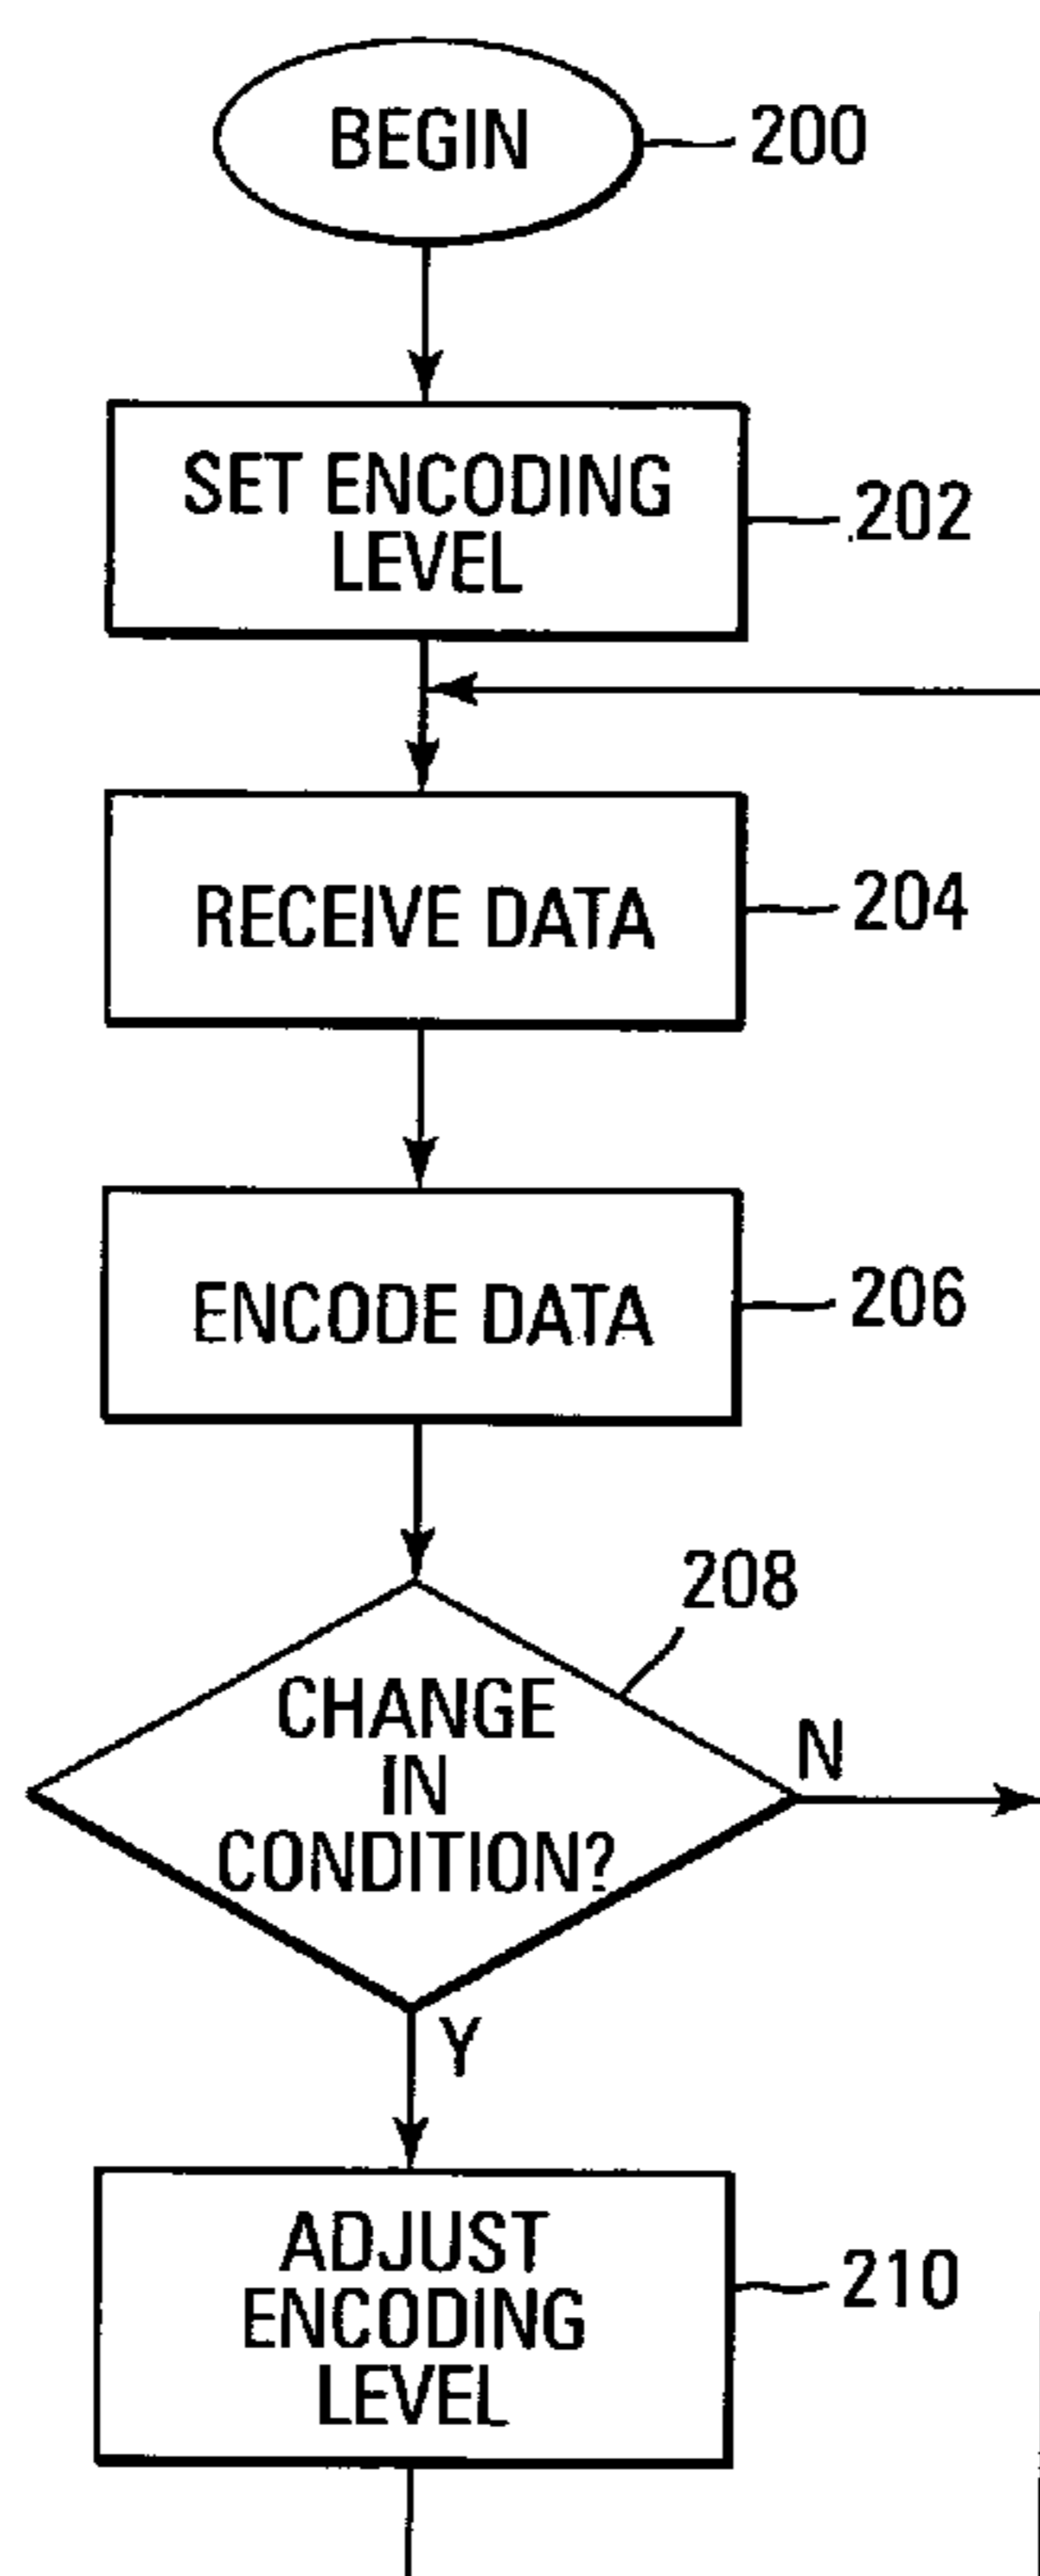 BEGIN
200
SET ENCODING
LEVEL
202
RECEIVE DATA
204
ENCODE DATA
206
208
CHANGE
IN
CONDITION?
N
Y
ADJUST
ENCODING
LEVEL
210